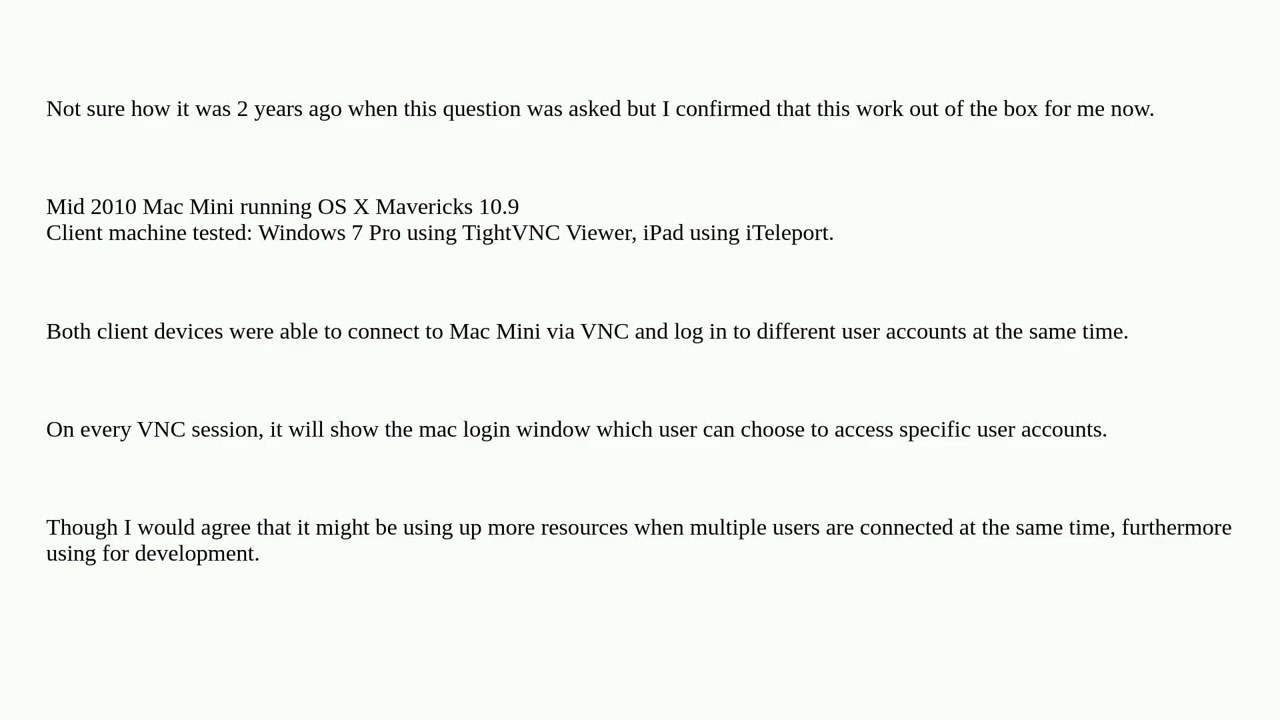 Not sure how it was 2 years ago when this question was asked but I confirmed that this work out of the box for me now.
Mid 2010 Mac Mini running OS X Mavericks 10.9
Client machine tested: Windows 7 Pro using TightVNC Viewer, iPad using iTeleport.
Both client devices were able to connect to Mac Mini via VNC and log in to different user accounts at the same time.
On every VNC session, it will show the mac login window which user can choose to access specific user accounts.
Though I would agree that it might be using up more resources when multiple users are connected at the same time, furthermore
using for development.